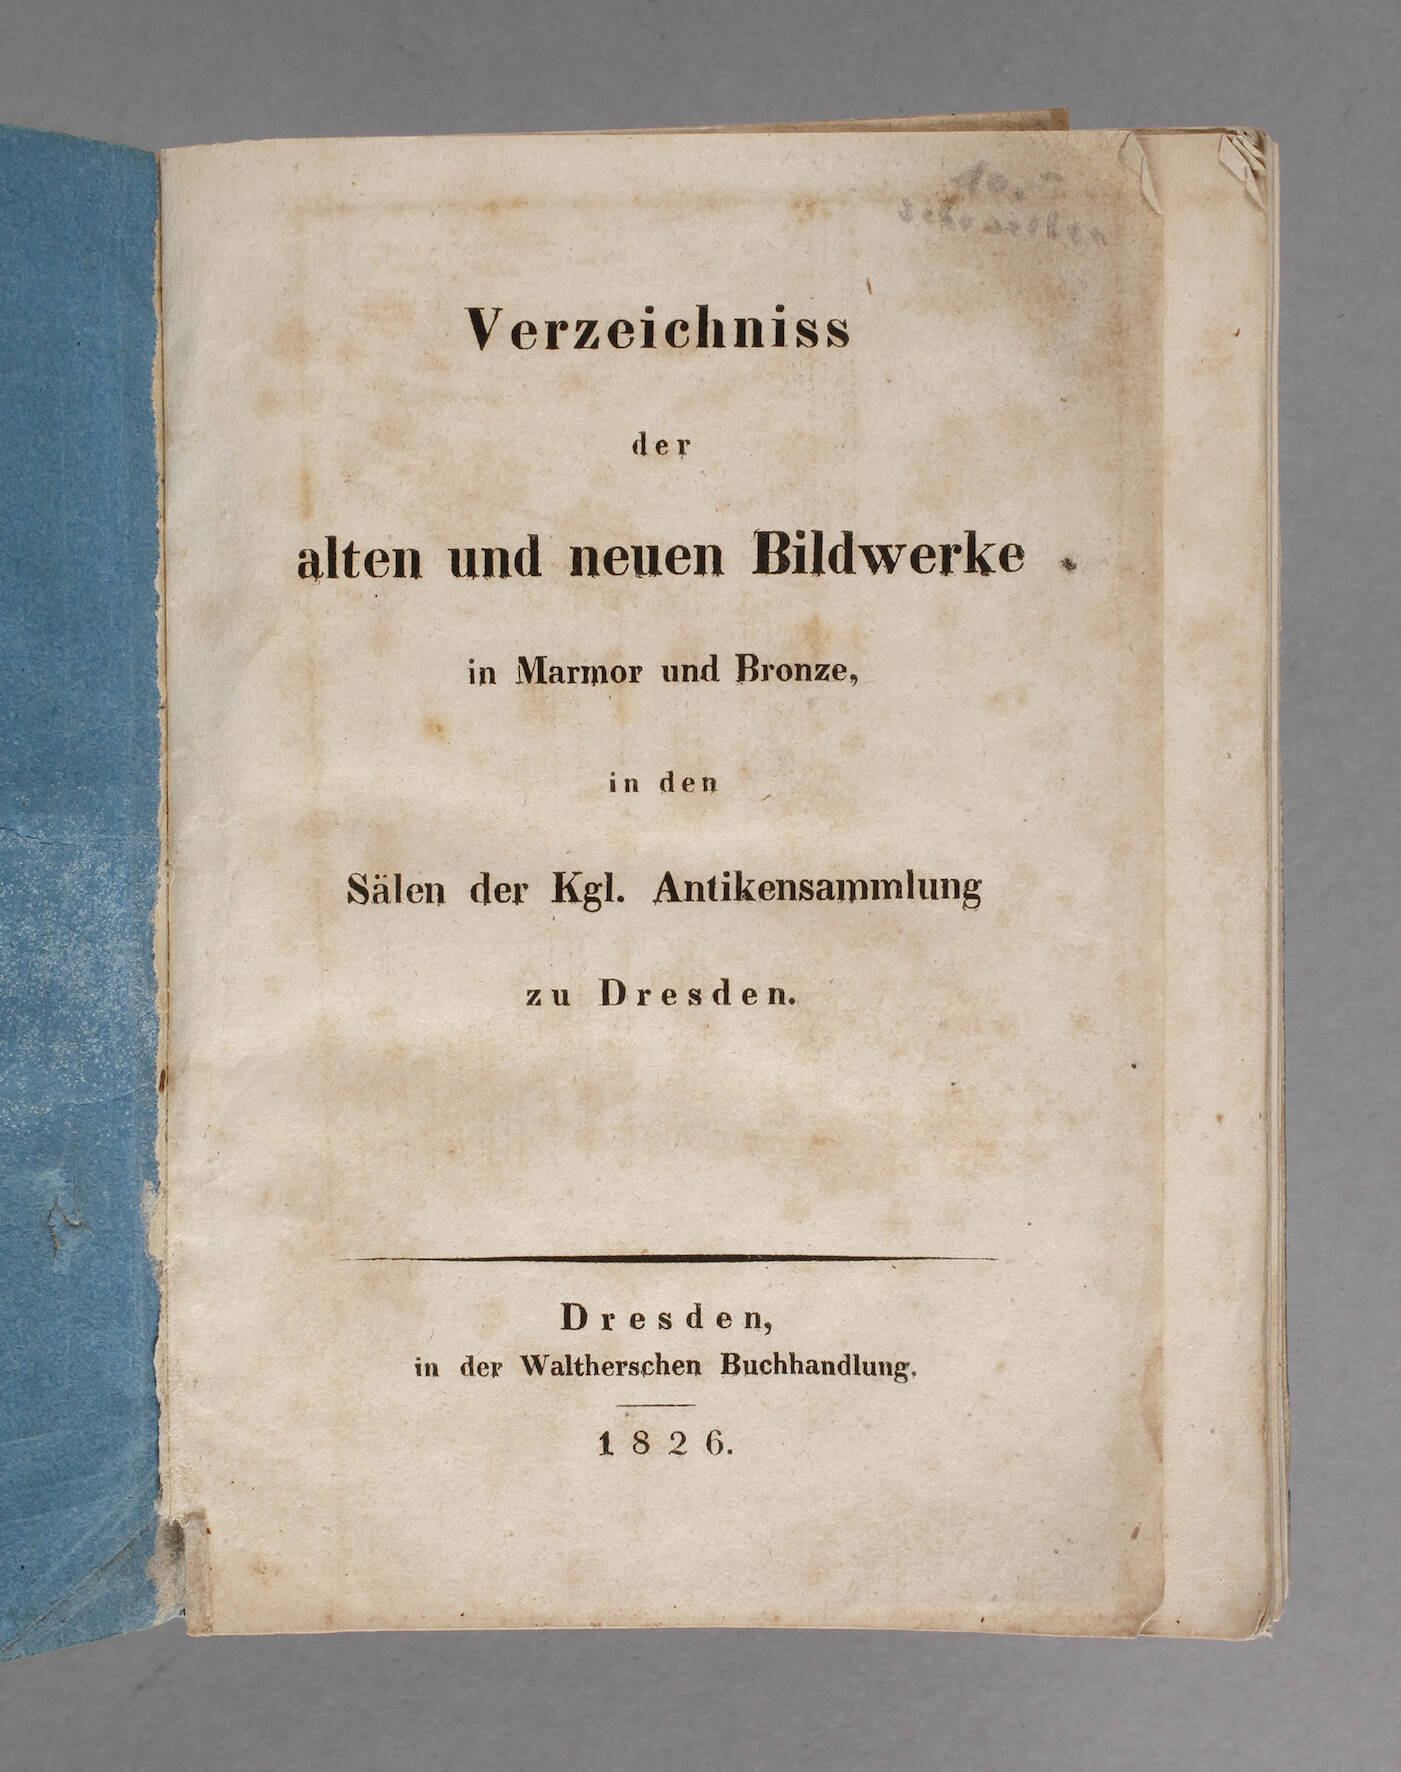 Verzeichniss
der
alten und neuen Bildwerke
in Marmor und Bronze,
in den
Sälen der Kgl. Antikensammlung
zu Dresden.
Dresden,
in der Waltherschen Buchhandlung.
1826.